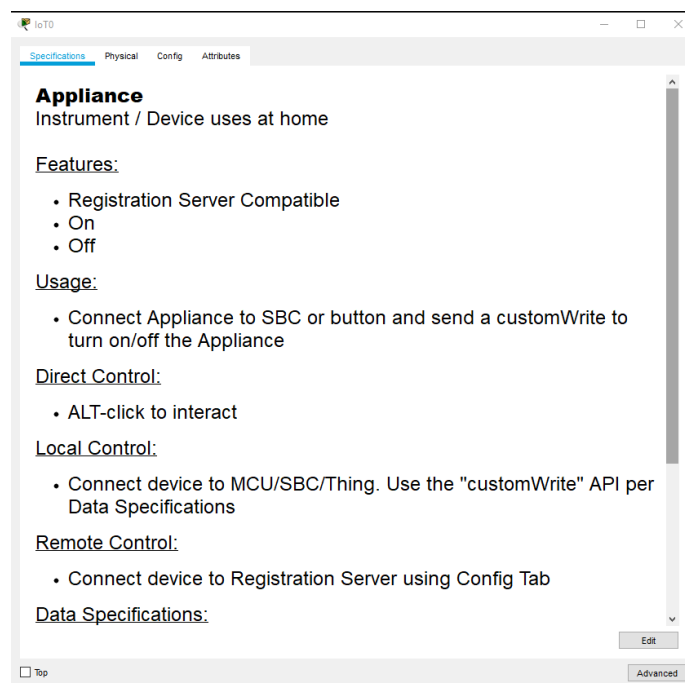 IoT0
Specifications Physical Config Attributes
Appliance
Instrument / Device uses at home
Features:
• Registration Server Compatible
• On
• Off
Usage:
• Connect Appliance to SBC or button and send a customWrite to
turn on/off the Appliance
Direct Control:
• ALT-click to interact
Local Control:
• Connect device to MCU/SBC/Thing. Use the "customWrite" API per
Data Specifications
Remote Control:
• Connect device to Registration Server using Config Tab
Data Specifications:
Edit
Top
Advanced